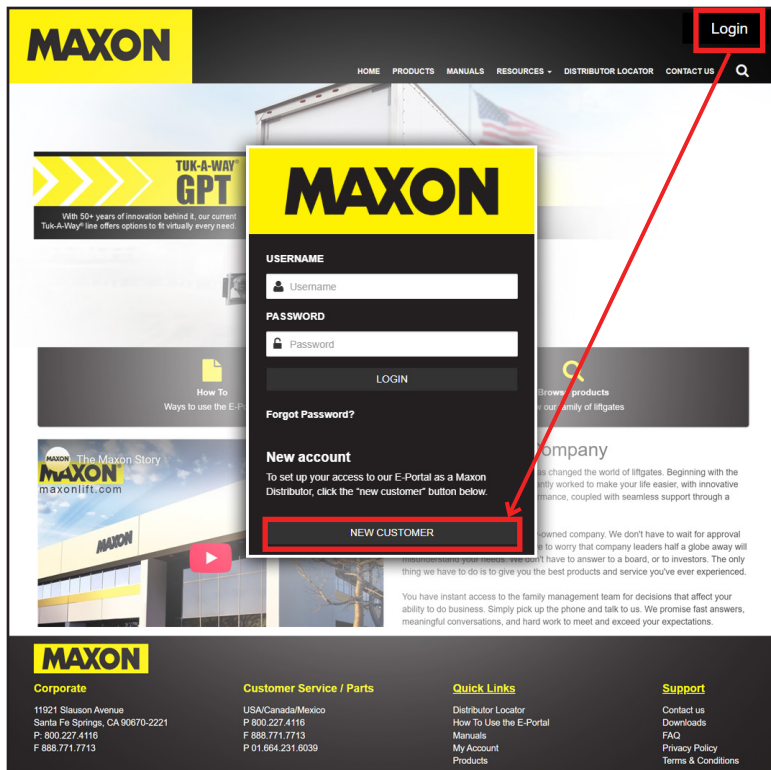 MAXON
Login
HOME PRODUCTS MANUALS RESOURCES DISTRIBUTOR LOCATOR CONTACT US
TUK-A-WAY®
GPT
With 50+ years of innovation behind it, our current
Tuk-A-Way® line offers options to fit virtually every need.
MAXON
USERNAME
Username
PASSWORD
Password
LOGIN
Forgot Password?
New account
To set up your access to our E-Portal as a Maxon
Distributor, click the "new customer" button below.
NEW CUSTOMER
How To
Ways to use the E-Po
Browse products
our family of liftgates
MAXON The Maxon Story
MAXON
maxonlift.com
MAXON
ompany
as changed the world of liftgates. Beginning with the
antly worked to make your life easier, with innovative
rmance, coupled with seamless support through a
-owned company. We don't have to wait for approval
e to worry that company leaders half a globe away will
misunderstand your needs. We don't have to answer to a board, or to investors. The only
thing we have to do is to give you the best products and service you've ever experienced.
You have instant access to the family management team for decisions that affect your
ability to do business. Simply pick up the phone and talk to us. We promise fast answers,
meaningful conversations, and hard work to meet and exceed your expectations.
MAXON
Corporate
11921 Slauson Avenue
Santa Fe Springs, CA 90670-2221
P: 800.227.4116
F 888.771.7713
Customer Service / Parts
USA/Canada/Mexico
P 800.227.4116
F 888.771.7713
P 01.664.231.6039
Quick Links
Distributor Locator
How To Use the E-Portal
Manuals
My Account
Products
Support
Contact us
Downloads
FAQ
Privacy Policy
Terms & Conditions